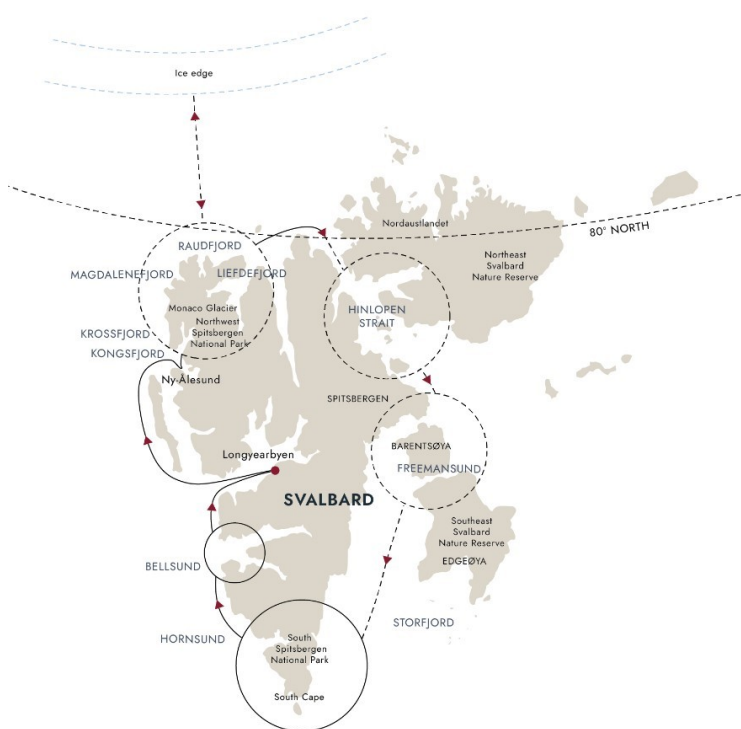 Ice edge
80° NORTH
Nordaustlandet
RAUDFJORD
MAGDALENEFJORD
LIEFDEFJORD
Northeast
Svalbard
Nature Reserve
Monaco Glacier
Northwest
Spitsbergen
National Park
HINLOPEN
STRAIT
KROSSFJORD
KONGSFJORD
Ny-Ålesund
SPITSBERGEN
BARENTSØYA
FREEMANSUND
Longyearbyen
SVALBARD
Southeast
Svalbard
Nature Reserve
EDGEØYA
BELLSUND
STORFJORD
HORNSUND
South
Spitsbergen
National Park
South Cape